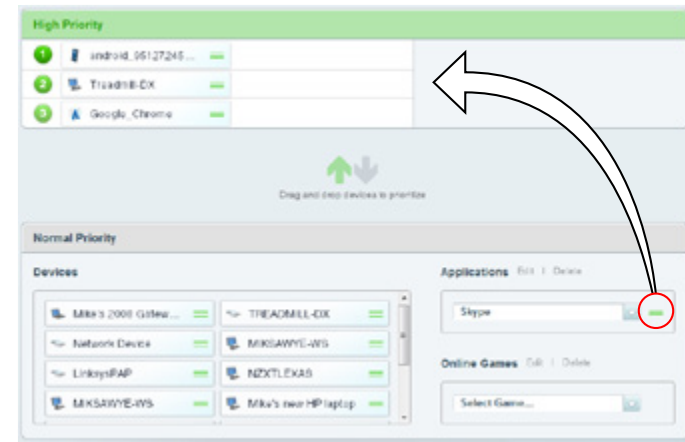 High Priority
1 android_95127245...
2 Treadmill-DX
3 Google_Chrome
Drag and drop devices to prioritize
Normal Priority
Devices
Applications Edit | Delete
Mike's 2008 Gatew... TREADMILL-DX
Skype
Network Device MIKSAWYE-WS
Online Games Edit | Delete
LinksysPAP NZXTLEXAS
MIKSAWYE-WS Mike's new HP laptop
Select Game...